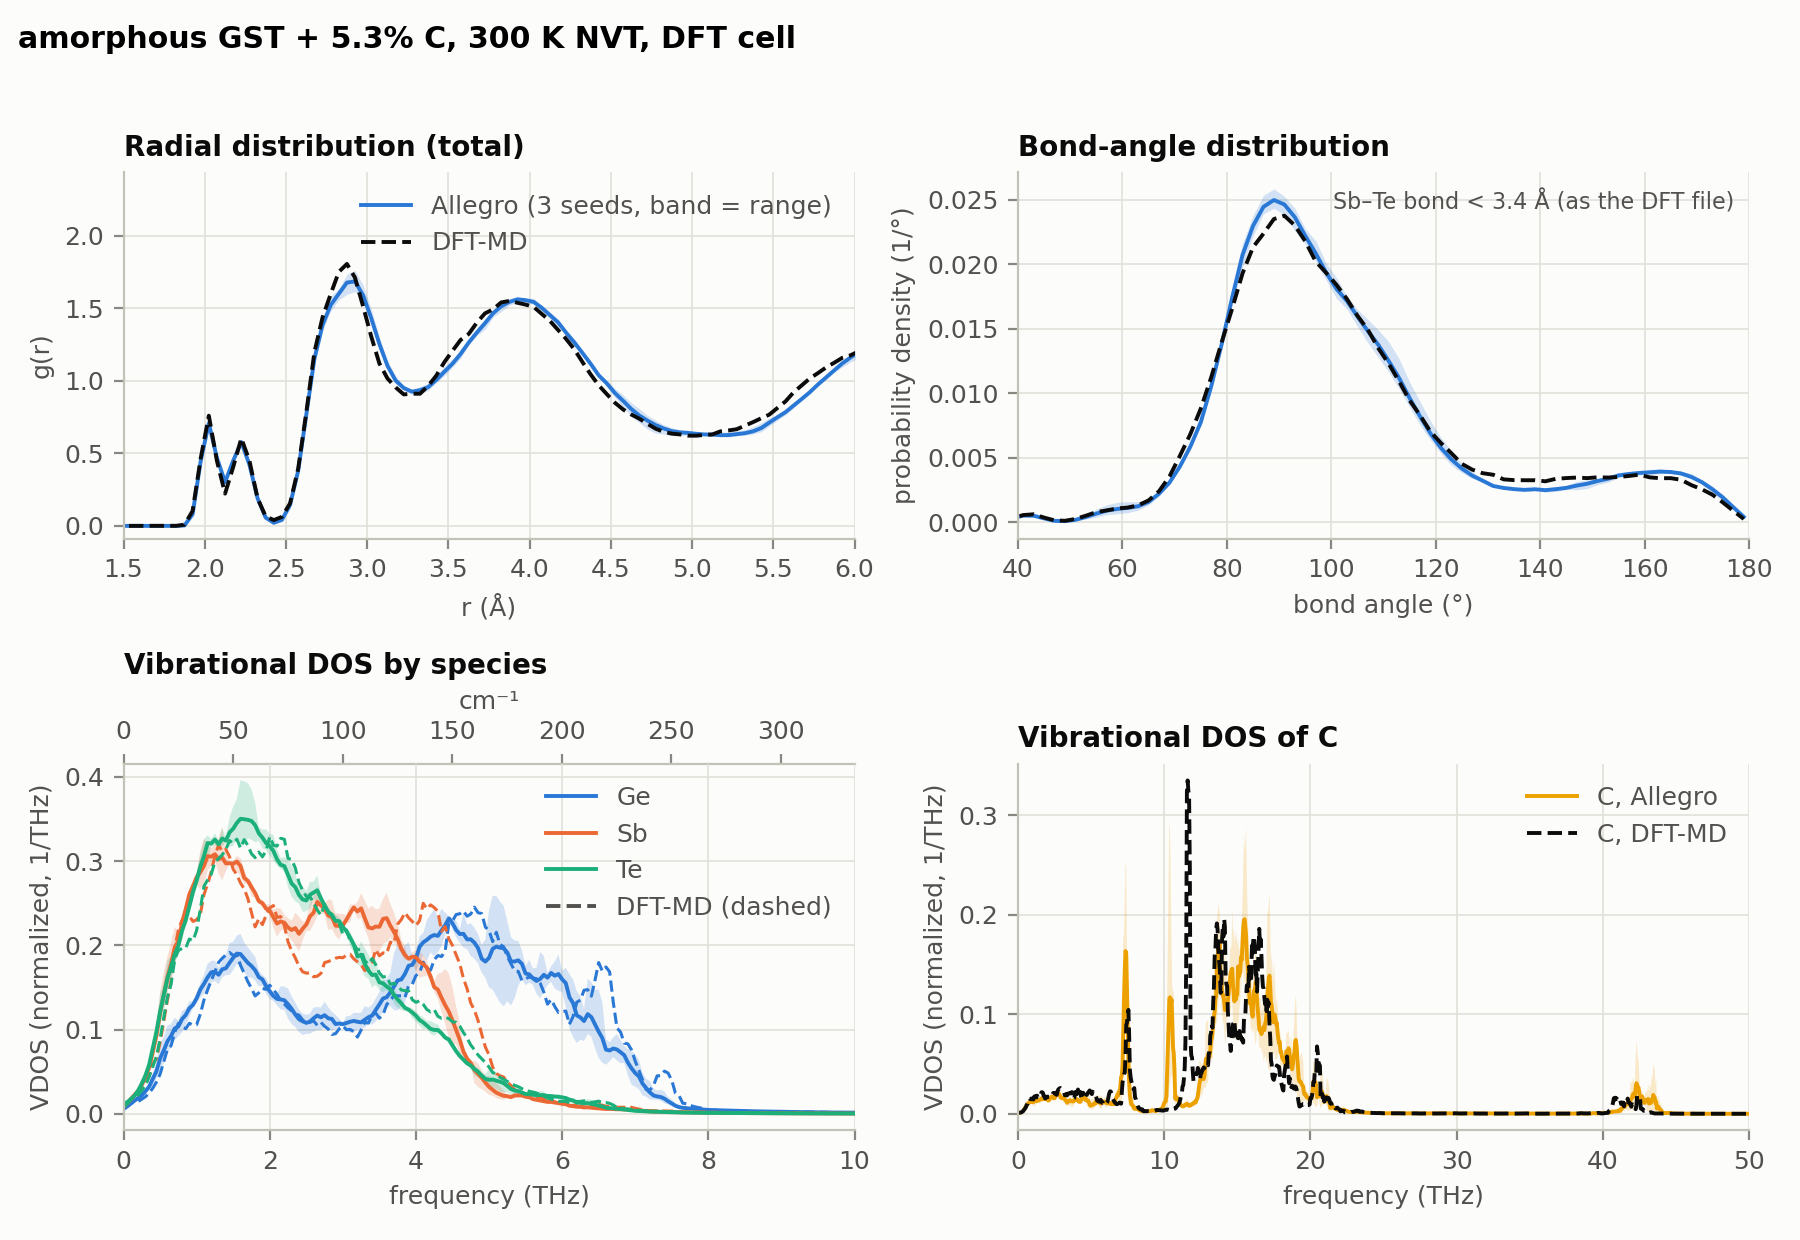 amorphous GST + 5.3% C, 300 K NVT, DFT cell
Radial distribution (total)
Allegro (3 seeds, band = range)
DFT-MD
g(r)
2.0
1.5
1.0
0.5
0.0
1.5 2.0 2.5 3.0 3.5 4.0 4.5 5.0 5.5 6.0
r (Å)
Bond-angle distribution
Sb–Te bond < 3.4 Å (as the DFT file)
probability density (1/°)
0.025
0.020
0.015
0.010
0.005
0.000
40 60 80 100 120 140 160 180
bond angle (°)
Vibrational DOS by species
cm⁻¹
0 50 100 150 200 250 300
Ge
Sb
Te
DFT-MD (dashed)
VDOS (normalized, 1/THz)
0.4
0.3
0.2
0.1
0.0
0 2 4 6 8 10
frequency (THz)
Vibrational DOS of C
C, Allegro
C, DFT-MD
VDOS (normalized, 1/THz)
0.3
0.2
0.1
0.0
0 10 20 30 40 50
frequency (THz)